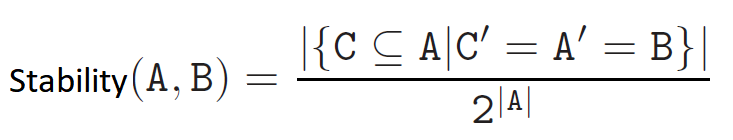 Stability(A, B) = |{C ⊆ A|C′ = A′ = B}| / 2^|A|